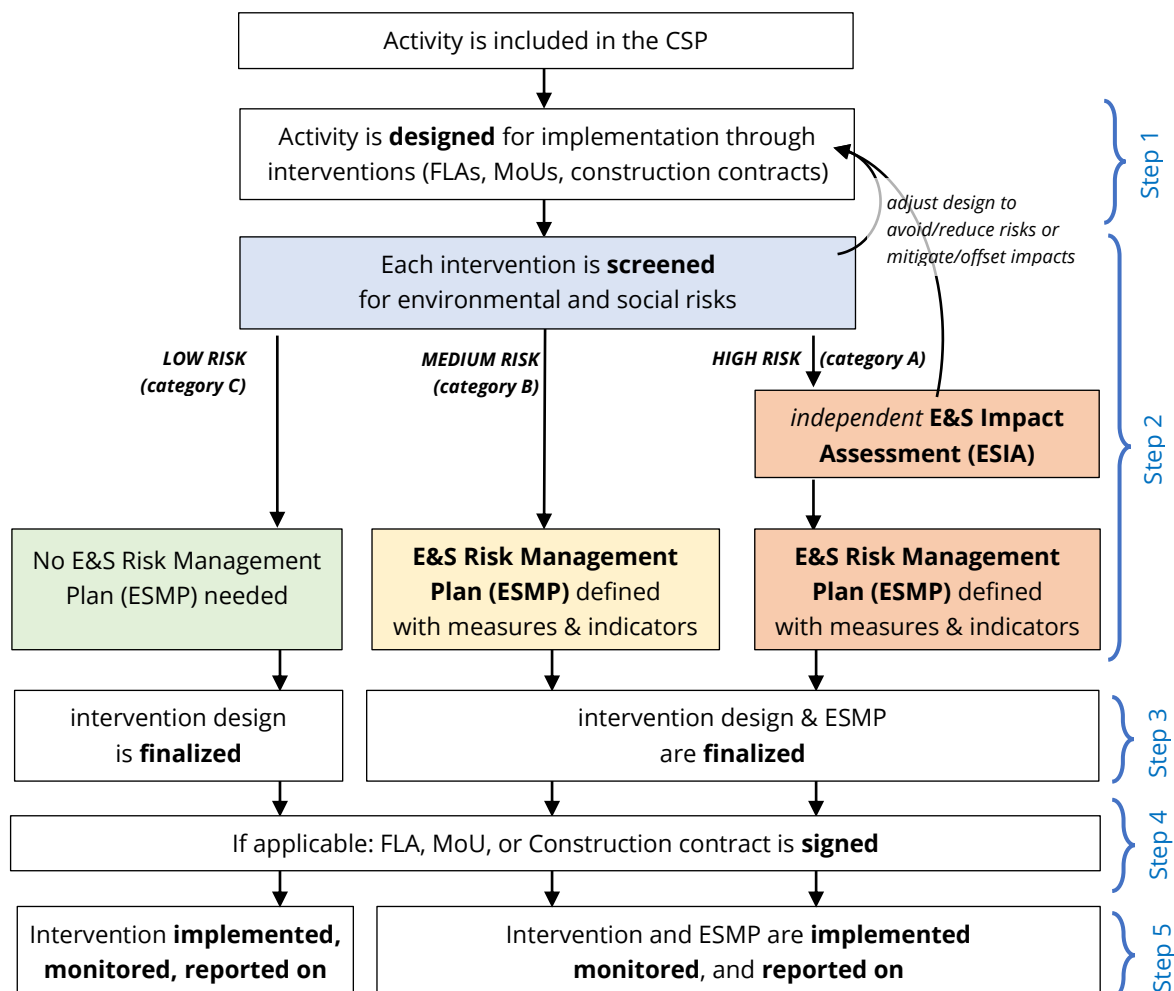 Activity is included in the CSP
Activity is designed for implementation through
interventions (FLAs, MoUs, construction contracts)
Step 1
adjust design to
avoid/reduce risks or
mitigate/offset impacts
Each intervention is screened
for environmental and social risks
LOW RISK
(category C)
MEDIUM RISK
(category B)
HIGH RISK (category A)
independent E&S Impact
Assessment (ESIA)
Step 2
No E&S Risk Management
Plan (ESMP) needed
E&S Risk Management
Plan (ESMP) defined
with measures & indicators
E&S Risk Management
Plan (ESMP) defined
with measures & indicators
intervention design
is finalized
intervention design & ESMP
are finalized
Step 3
If applicable: FLA, MoU, or Construction contract is signed
Step 4
Intervention implemented,
monitored, reported on
Intervention and ESMP are implemented
monitored, and reported on
Step 5